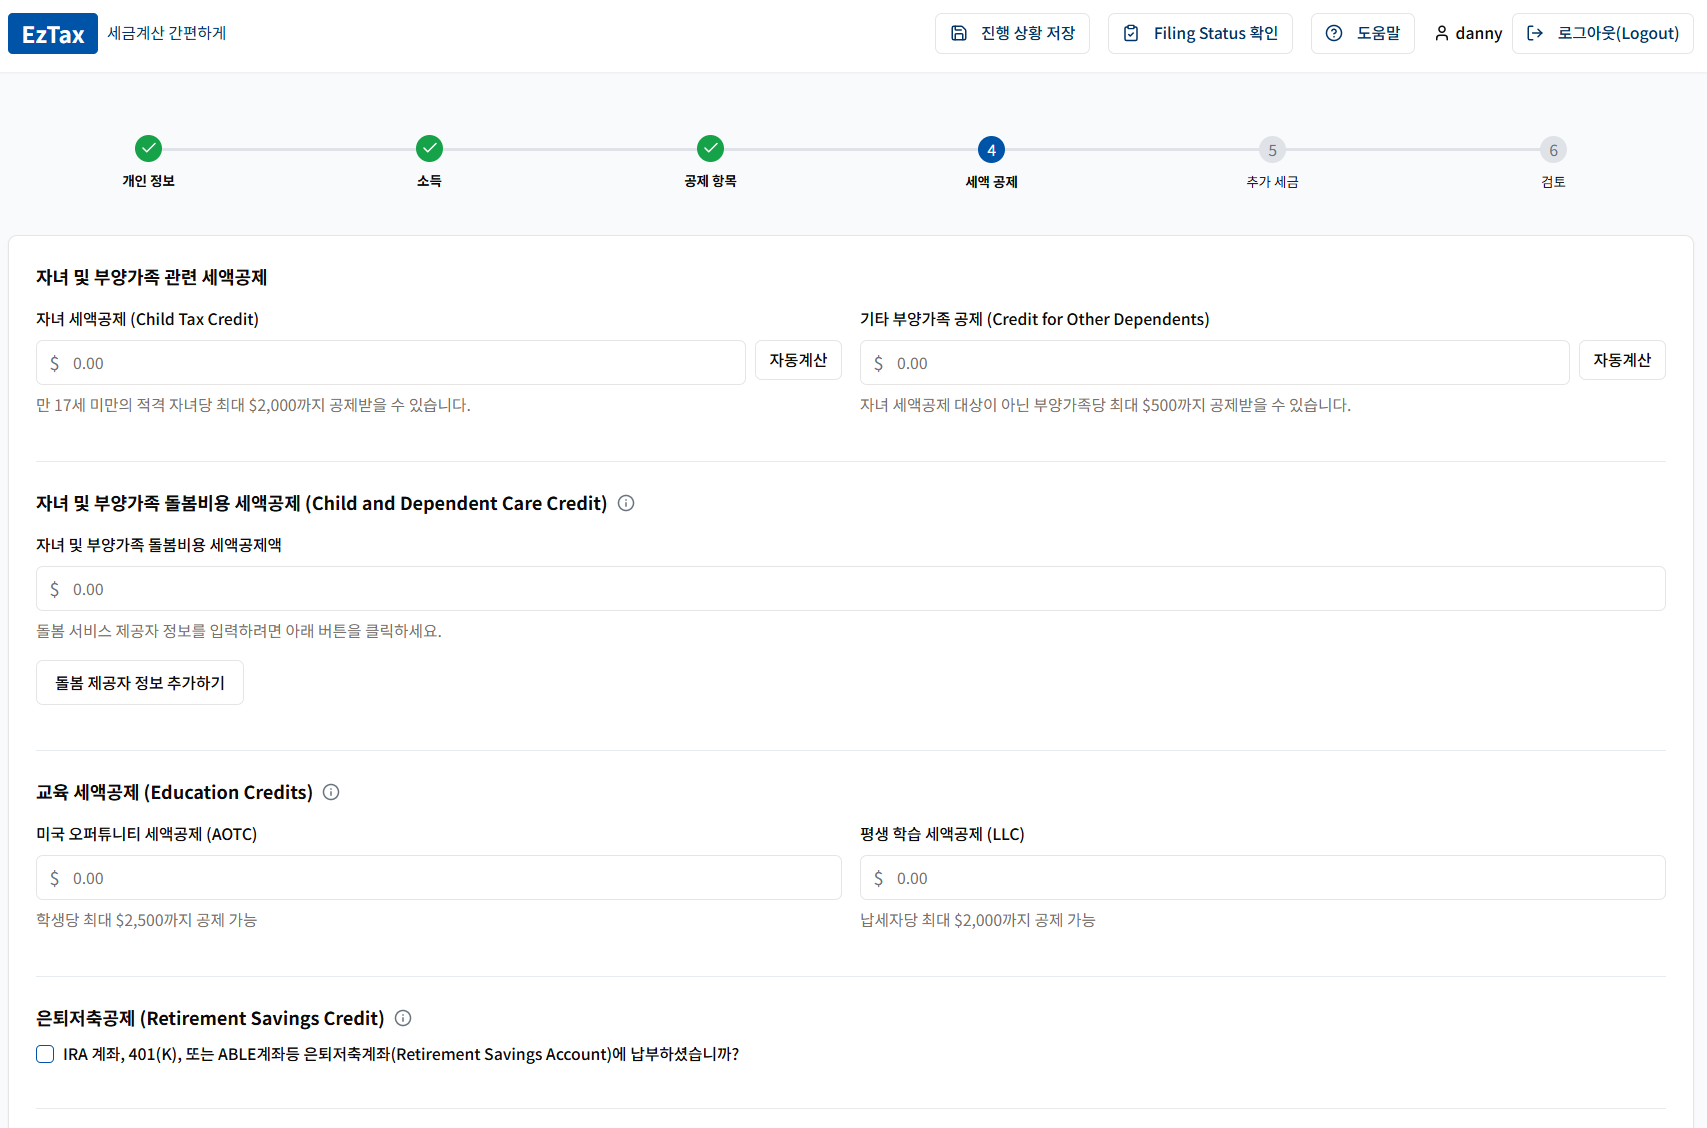 EzTax 세금계산 간편하게 진행 상황 저장 Filing Status 확인 도움말 danny 로그아웃(Logout)
4 5 6
개인 정보 소득 공제 항목 세액 공제 추가 세금 검토
자녀 및 부양가족 관련 세액공제
자녀 세액공제 (Child Tax Credit)
$ 0.00 자동계산
만 17세 미만의 적격 자녀당 최대 $2,000까지 공제받을 수 있습니다.
기타 부양가족 공제 (Credit for Other Dependents)
$ 0.00 자동계산
자녀 세액공제 대상이 아닌 부양가족당 최대 $500까지 공제받을 수 있습니다.
자녀 및 부양가족 돌봄비용 세액공제 (Child and Dependent Care Credit)
자녀 및 부양가족 돌봄비용 세액공제액
$ 0.00
돌봄 서비스 제공자 정보를 입력하려면 아래 버튼을 클릭하세요.
돌봄 제공자 정보 추가하기
교육 세액공제 (Education Credits)
미국 오퍼튜니티 세액공제 (AOTC)
$ 0.00
학생당 최대 $2,500까지 공제 가능
평생 학습 세액공제 (LLC)
$ 0.00
납세자당 최대 $2,000까지 공제 가능
은퇴저축공제 (Retirement Savings Credit)
IRA 계좌, 401(K), 또는 ABLE계좌등 은퇴저축계좌(Retirement Savings Account)에 납부하셨습니까?